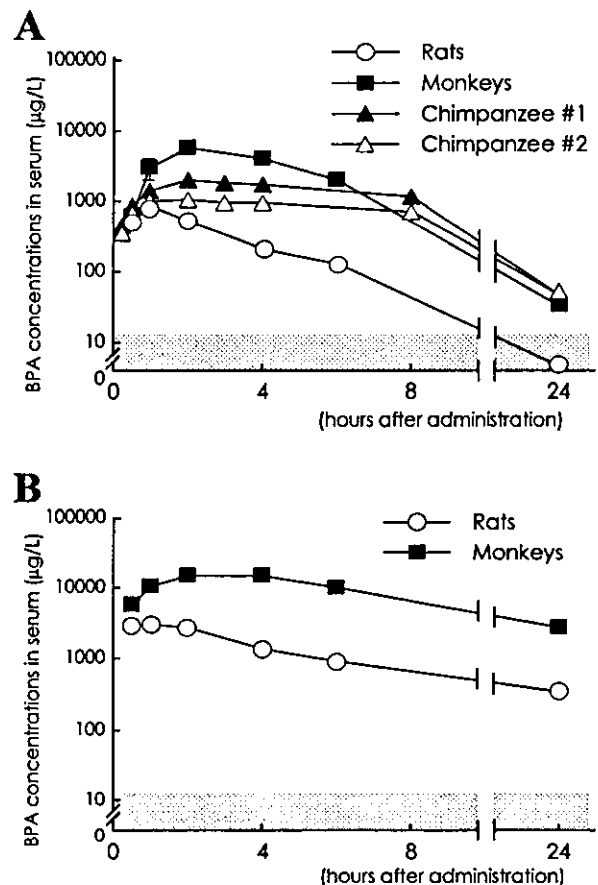 A
BPA concentrations in serum (µg/L)
100000
10000
1000
100
10
0
Rats
Monkeys
Chimpanzee #1
Chimpanzee #2
0 4 8 24
(hours after administration)
B
BPA concentrations in serum (µg/L)
100000
10000
1000
100
10
0
Rats
Monkeys
0 4 8 24
(hours after administration)